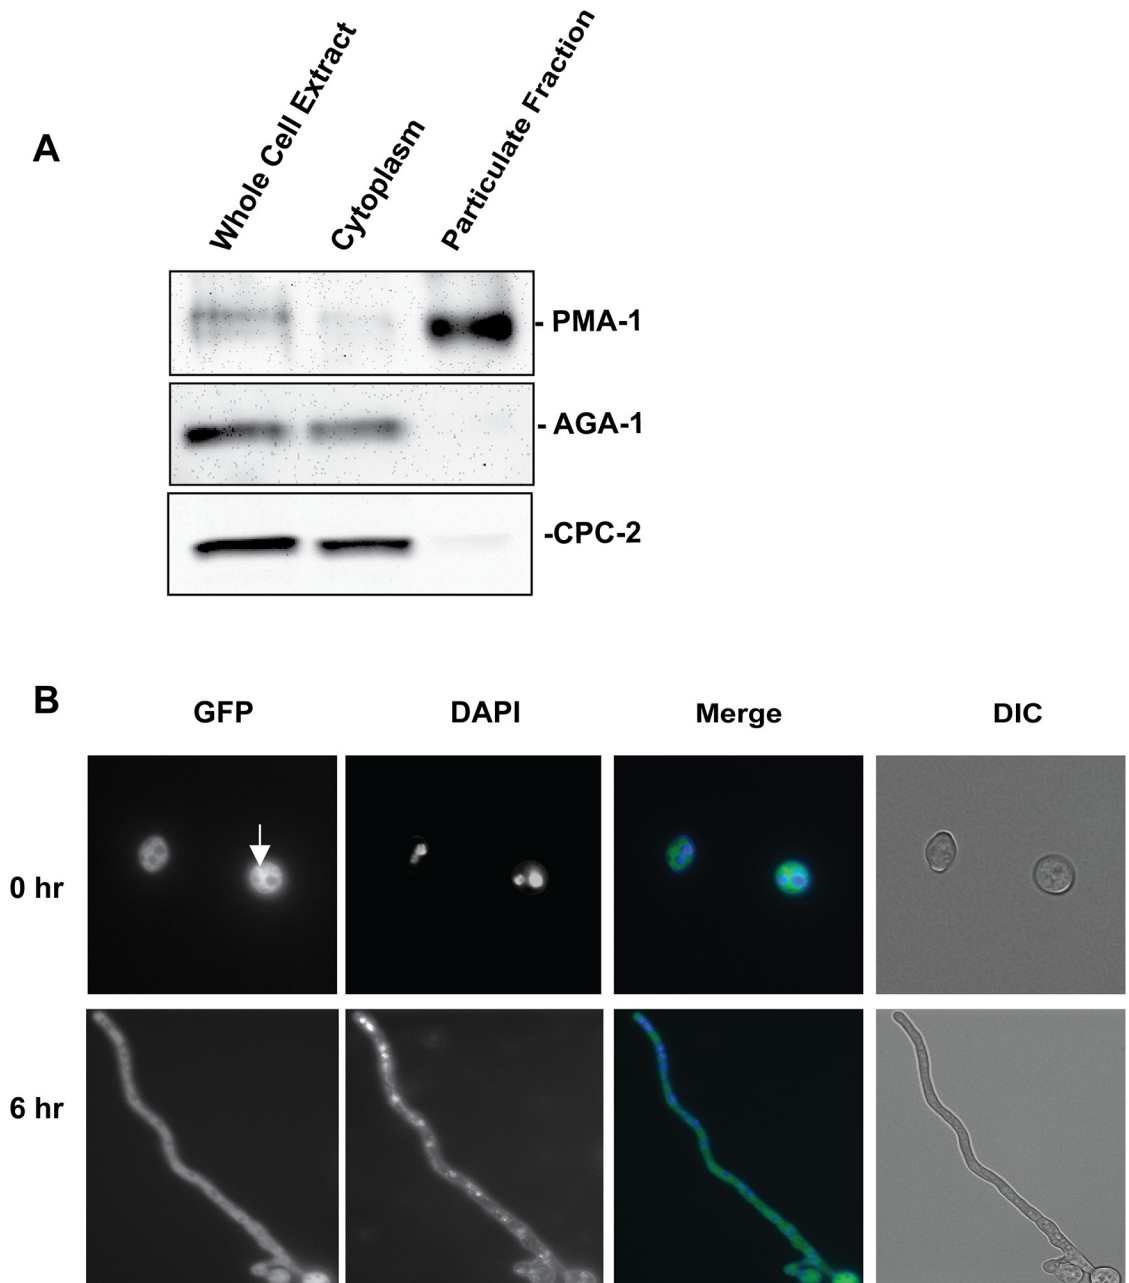 A
Whole Cell Extract
Cytoplasm
Particulate Fraction
- PMA-1
- AGA-1
-CPC-2
B
GFP DAPI Merge DIC
0 hr
6 hr